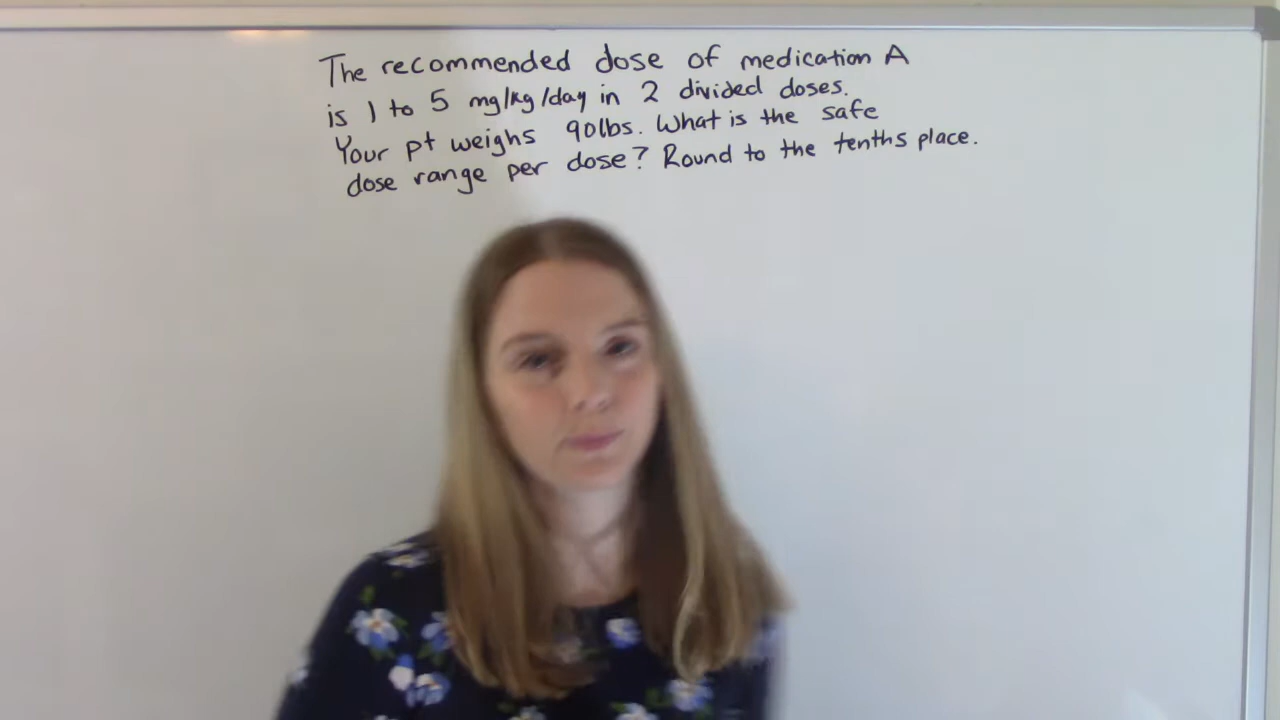 The recommended dose of medication A
is 1 to 5 mg/kg/day in 2 divided doses.
Your pt weighs 90lbs. What is the safe
dose range per dose? Round to the tenths place.